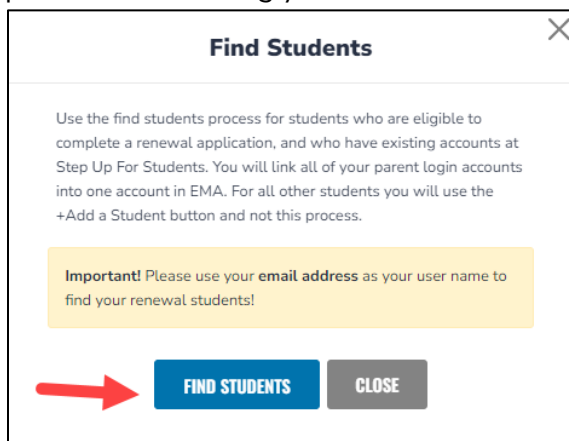 Find Students
Use the find students process for students who are eligible to
complete a renewal application, and who have existing accounts at
Step Up For Students. You will link all of your parent login accounts
into one account in EMA. For all other students you will use the
+Add a Student button and not this process.
Important! Please use your email address as your user name to
find your renewal students!
FIND STUDENTS CLOSE